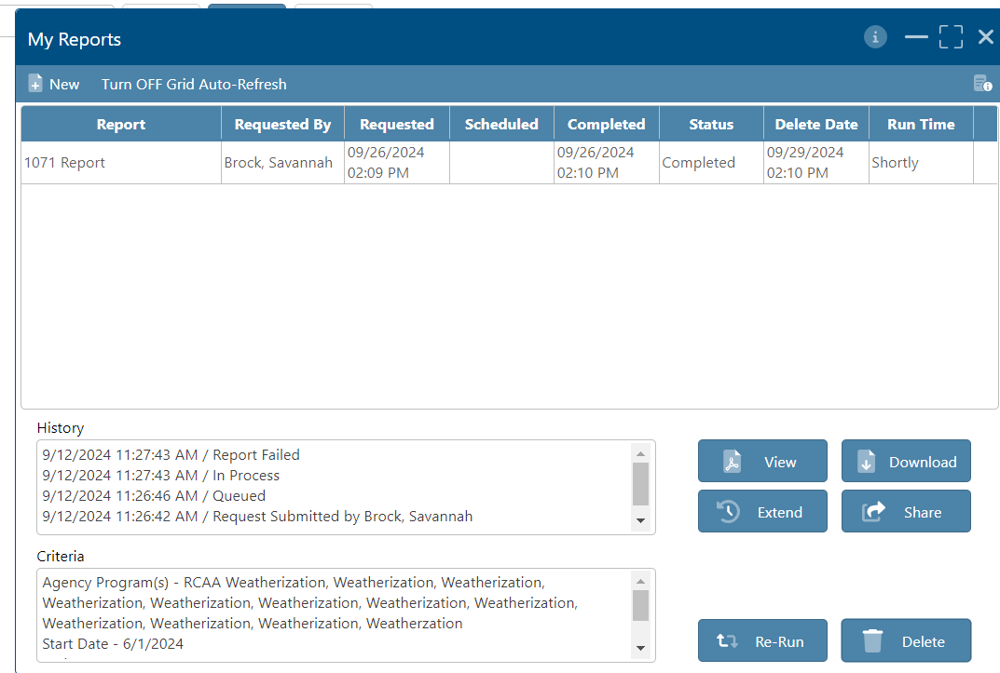 My Reports
New Turn OFF Grid Auto-Refresh
Report Requested By Requested Scheduled Completed Status Delete Date Run Time
1071 Report Brock, Savannah 09/26/2024 02:09 PM 09/26/2024 02:10 PM Completed 09/29/2024 02:10 PM Shortly
History
9/12/2024 11:27:43 AM / Report Failed
9/12/2024 11:27:43 AM / In Process
9/12/2024 11:26:46 AM / Queued
9/12/2024 11:26:42 AM / Request Submitted by Brock, Savannah
View Download
Extend Share
Criteria
Agency Program(s) - RCAA Weatherization, Weatherization, Weatherization,
Weatherization, Weatherization, Weatherization, Weatherization, Weatherization,
Weatherization, Weatherization, Weatherization, Weatherzation
Start Date - 6/1/2024
Re-Run Delete